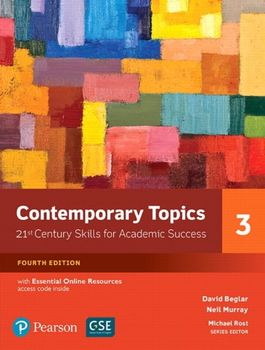 Contemporary Topics
21st Century Skills for Academic Success
3
FOURTH EDITION
with Essential Online Resources
access code inside
David Beglar
Neil Murray
Michael Rost
SERIES EDITOR
Pearson
GSE